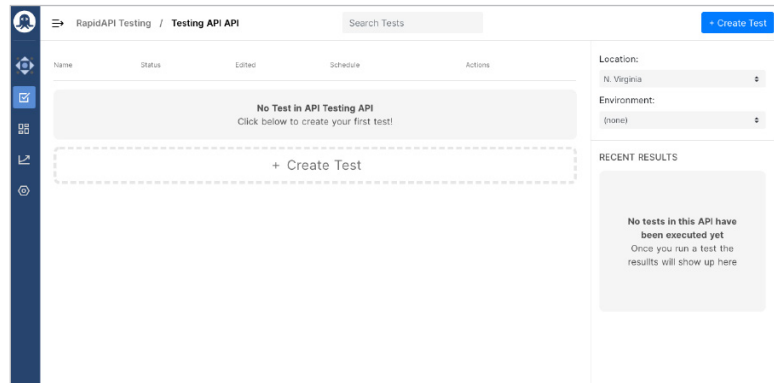 RapidAPI Testing / Testing API API
Search Tests
+ Create Test
Name Status Edited Schedule Actions
No Test in API Testing API
Click below to create your first test!
+ Create Test
Location:
N. Virginia
Environment:
(none)
RECENT RESULTS
No tests in this API have
been executed yet
Once you run a test the
resullts will show up here